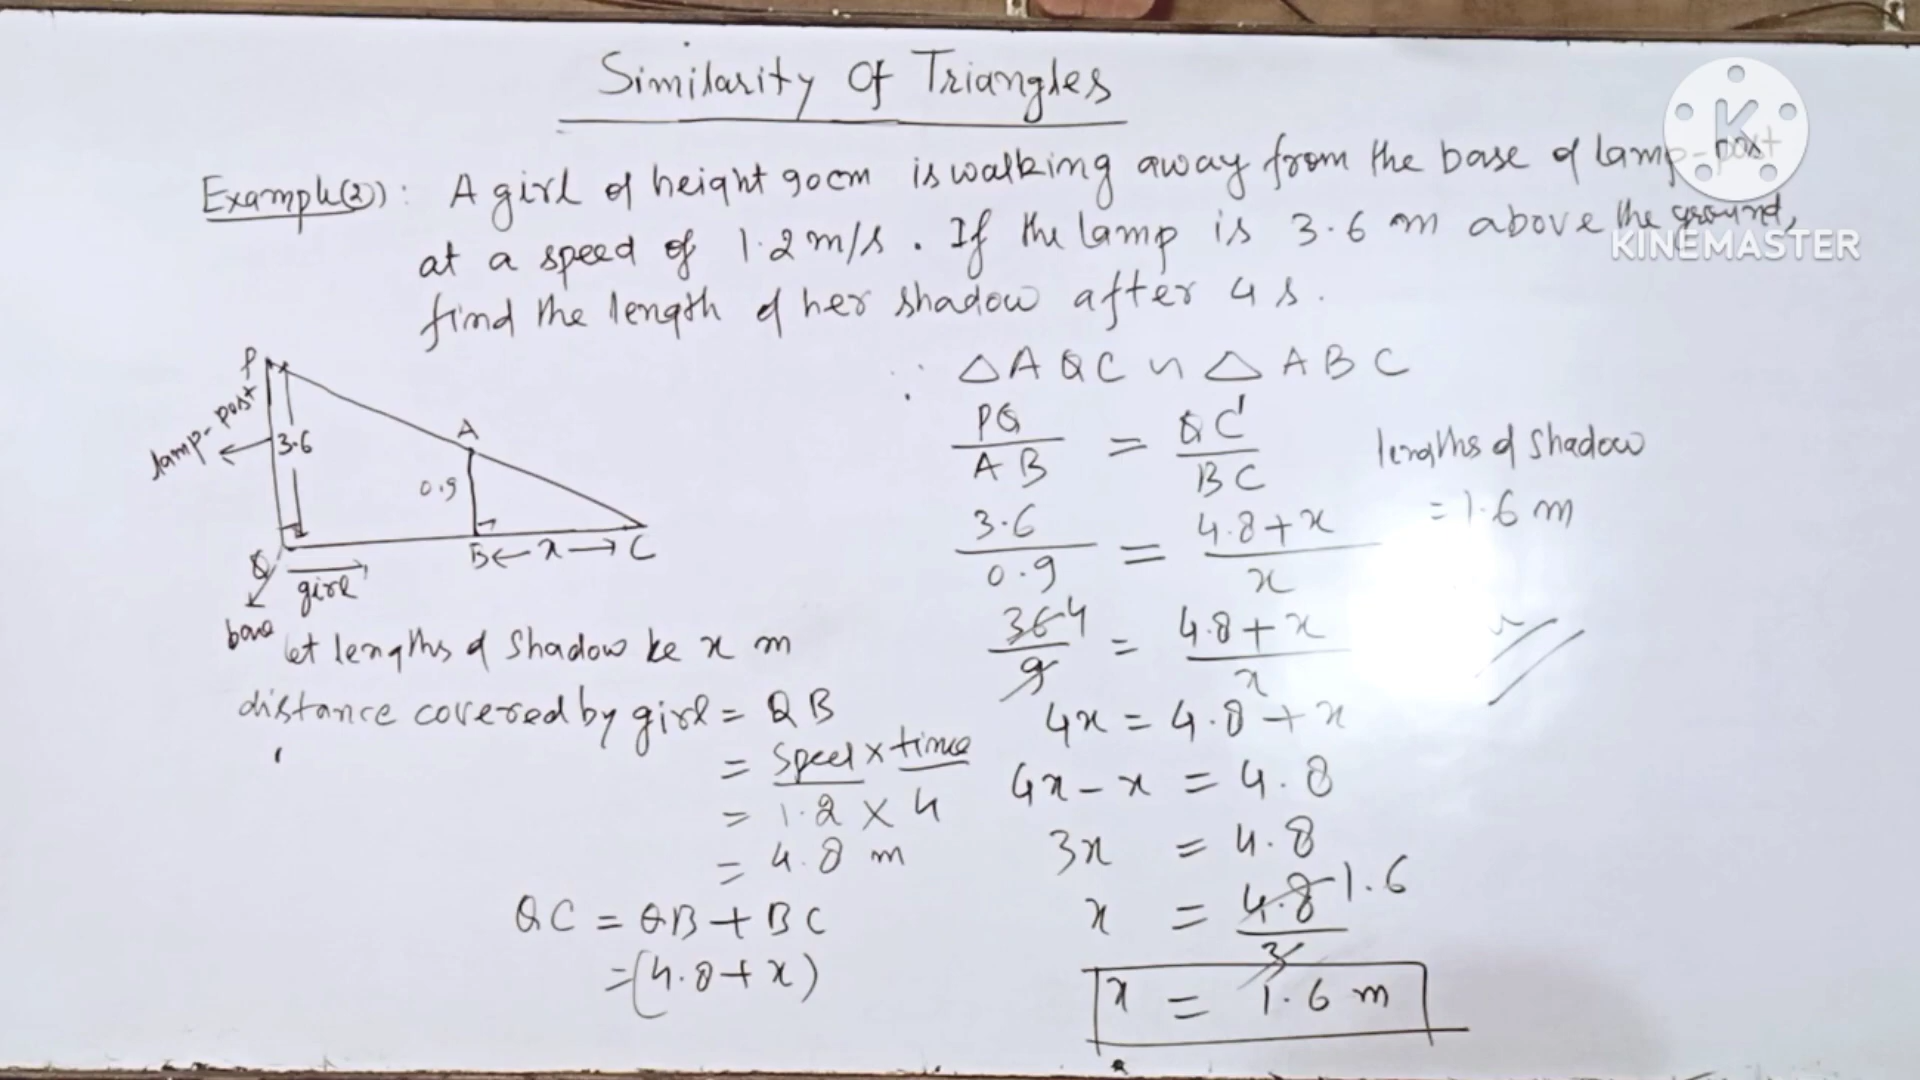 Similarity Of Triangles
Example(2): A girl of height 90cm is walking away from the base of lamp-post
at a speed of 1.2 m/s. If the lamp is 3.6 m above the ground,
find the length of her shadow after 4 s.
KINEMASTER
P
lamp-post
3.6
A
0.9
Q
B ← x → C
girl
base
let lengths of shadow be x m
distance covered by girl = QB
= speed × time
= 1.2 × 4
= 4.8 m
QC = QB + BC
= (4.8 + x)
∴ △AQC ∽ △ABC
PQ/AB = QC/BC
3.6/0.9 = 4.8+x/x
36/9 4 = 4.8+x/x
4x = 4.8 + x
4x - x = 4.8
3x = 4.8
x = 4.8/3 1.6
x = 1.6 m
lengths of shadow
= 1.6 m